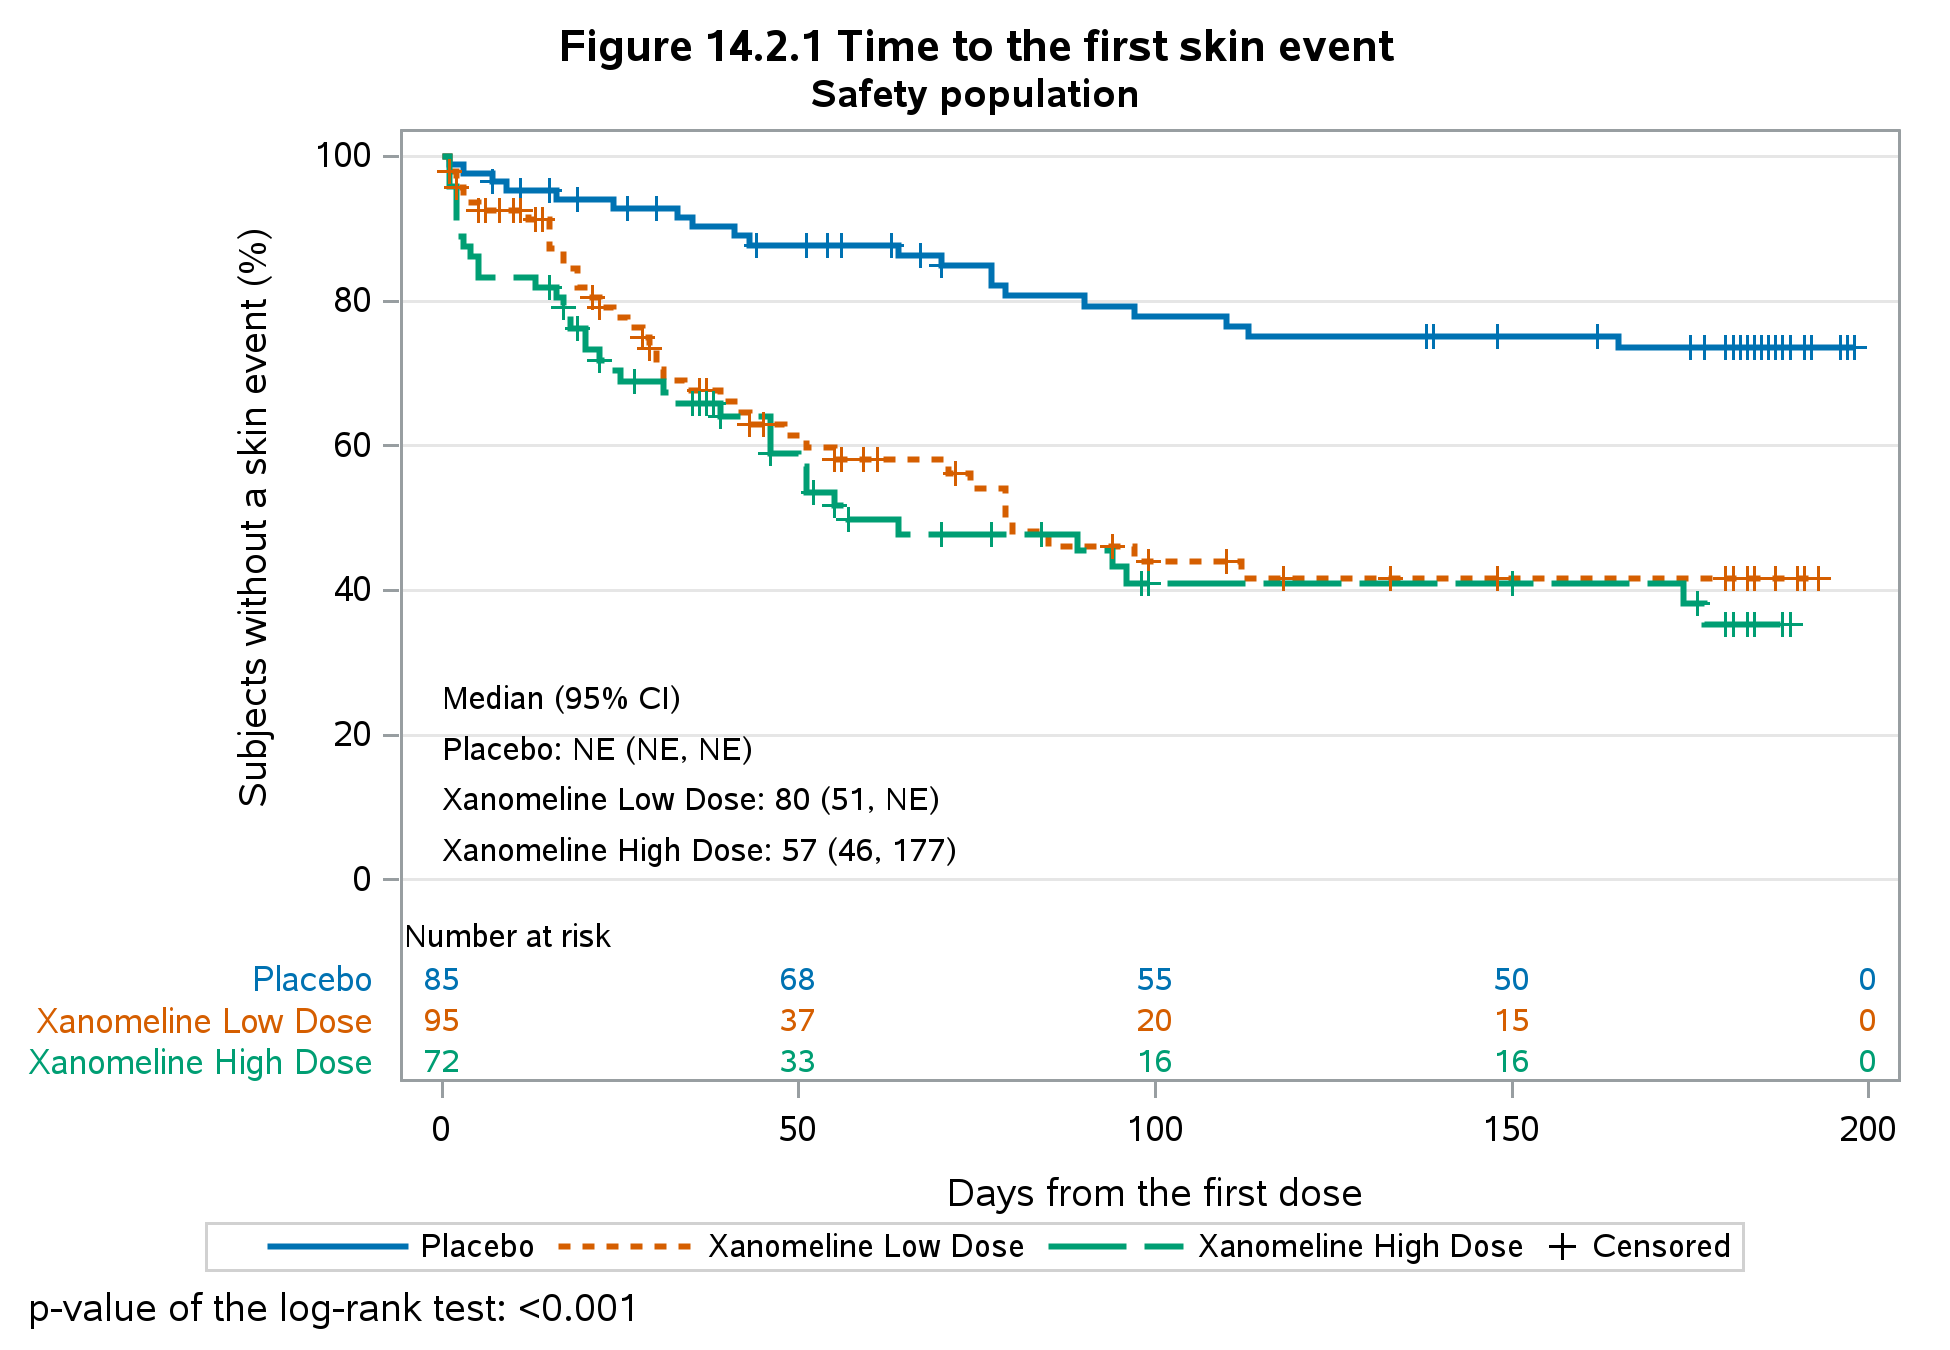 Figure 14.2.1 Time to the first skin event
Safety population
Subjects without a skin event (%)
100
80
60
40
20
0
Median (95% CI)
Placebo: NE (NE, NE)
Xanomeline Low Dose: 80 (51, NE)
Xanomeline High Dose: 57 (46, 177)
Number at risk
Placebo 85 68 55 50 0
Xanomeline Low Dose 95 37 20 15 0
Xanomeline High Dose 72 33 16 16 0
0 50 100 150 200
Days from the first dose
Placebo Xanomeline Low Dose Xanomeline High Dose Censored
p-value of the log-rank test: <0.001